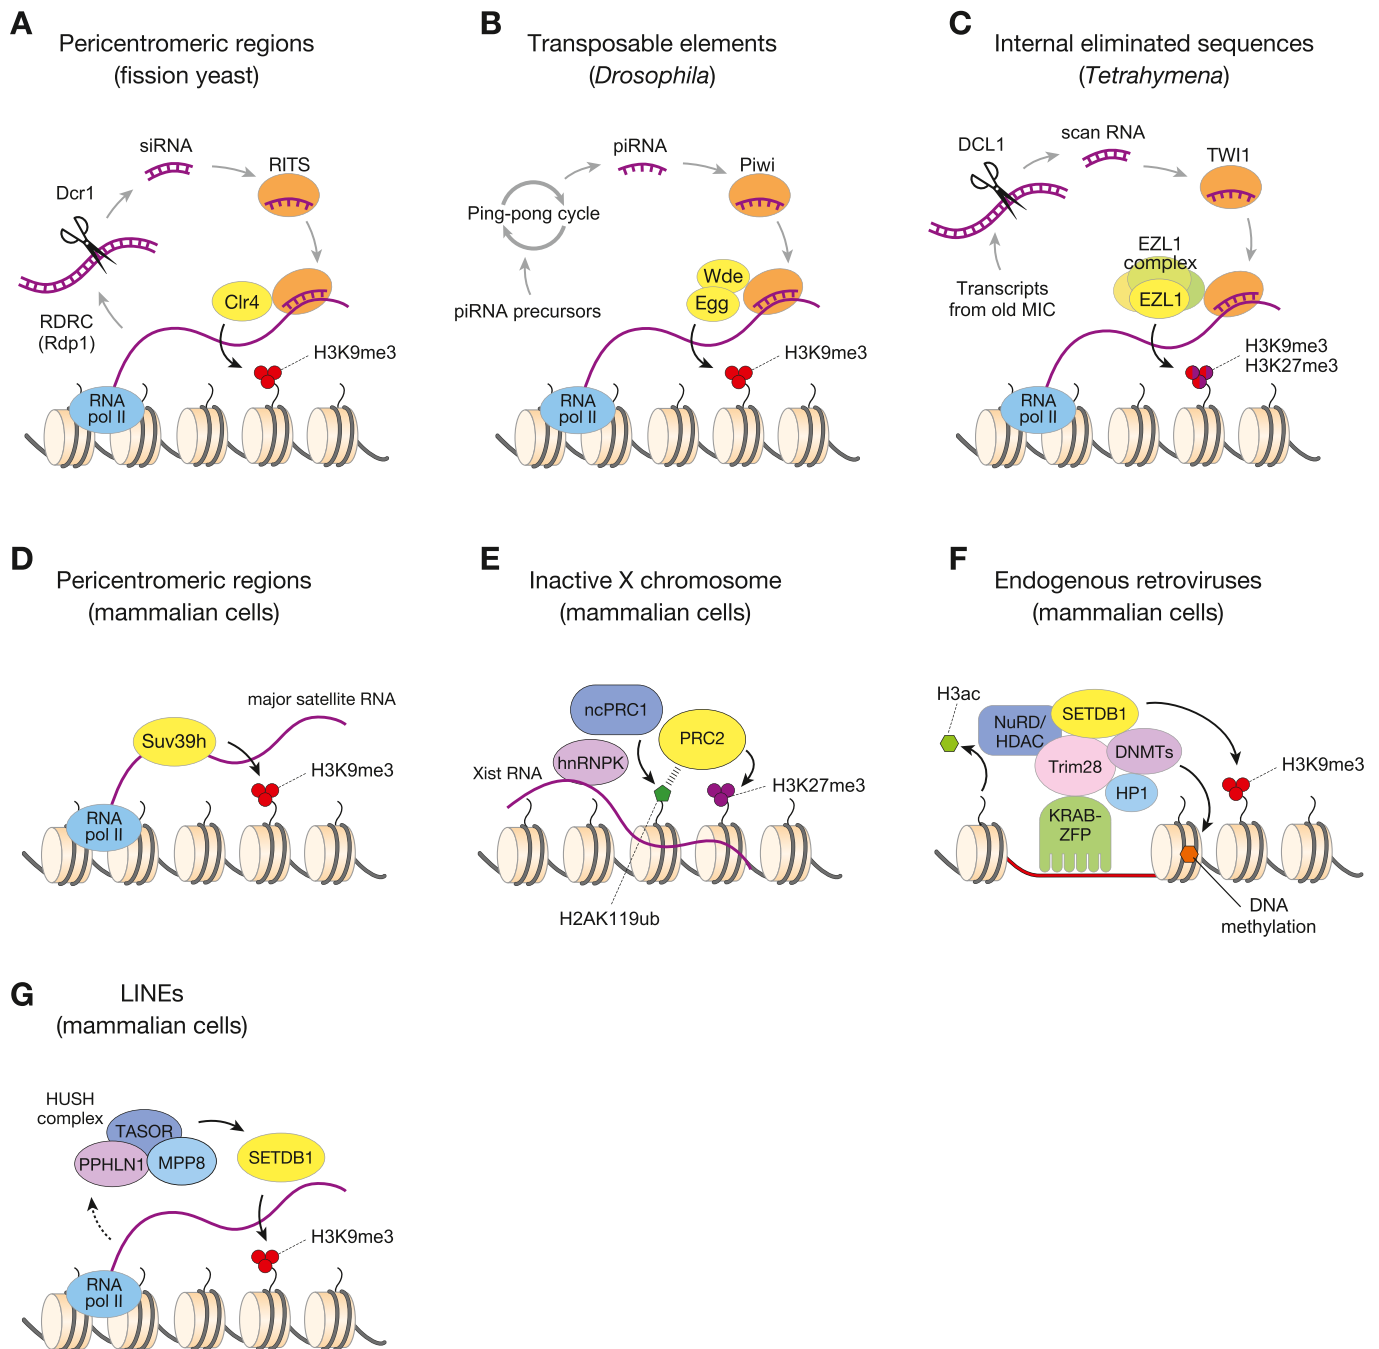 A
Pericentromeric regions
(fission yeast)
siRNA
RITS
Dcr1
Clr4
RDRC
(Rdp1)
H3K9me3
RNA
pol II
B
Transposable elements
(Drosophila)
piRNA
Piwi
Ping-pong cycle
Wde
Egg
piRNA precursors
H3K9me3
RNA
pol II
C
Internal eliminated sequences
(Tetrahymena)
scan RNA
DCL1
TWI1
EZL1
complex
EZL1
Transcripts
from old MIC
H3K9me3
H3K27me3
RNA
pol II
D
Pericentromeric regions
(mammalian cells)
major satellite RNA
Suv39h
H3K9me3
RNA
pol II
E
Inactive X chromosome
(mammalian cells)
ncPRC1
PRC2
hnRNPK
Xist RNA
H3K27me3
H2AK119ub
F
Endogenous retroviruses
(mammalian cells)
H3ac
SETDB1
NuRD/
HDAC
DNMTs
Trim28
H3K9me3
HP1
KRAB-
ZFP
DNA
methylation
G
LINEs
(mammalian cells)
HUSH
complex
TASOR
PPHLN1
MPP8
SETDB1
H3K9me3
RNA
pol II